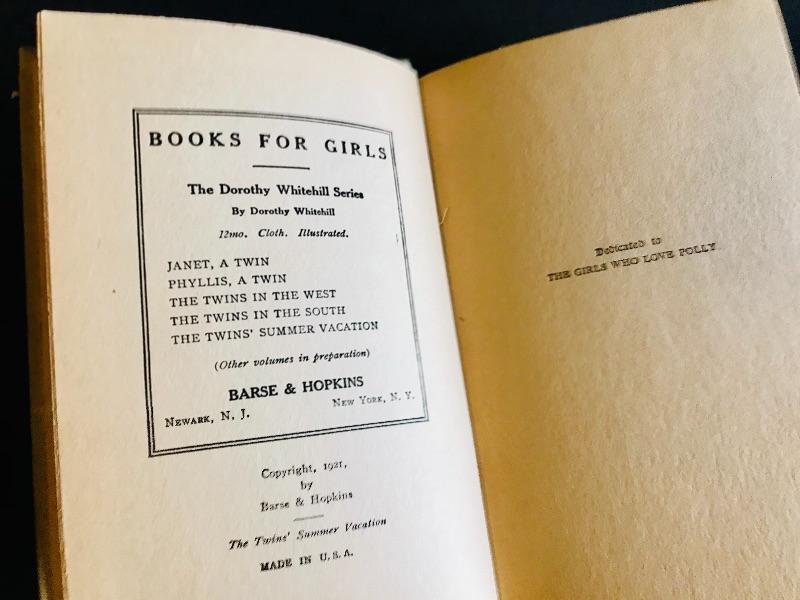 BOOKS FOR GIRLS
The Dorothy Whitehill Series
By Dorothy Whitehill
12mo. Cloth. Illustrated.
JANET, A TWIN
PHYLLIS, A TWIN
THE TWINS IN THE WEST
THE TWINS IN THE SOUTH
THE TWINS' SUMMER VACATION
(Other volumes in preparation)
BARSE & HOPKINS
NEWARK, N. J. NEW YORK, N. Y.
Copyright, 1921,
by
Barse & Hopkins
The Twins' Summer Vacation
MADE IN U. S. A.
Dedicated to
THE GIRLS WHO LOVE POLLY